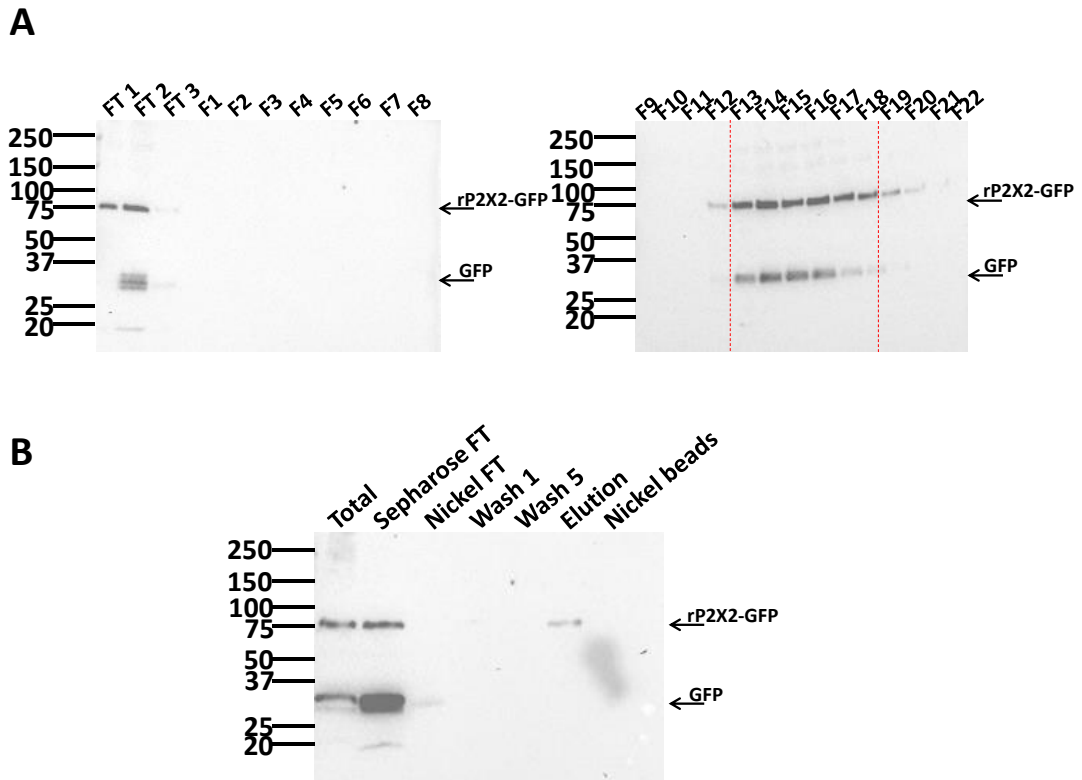 A
FT 1 FT 2 FT 3 F1 F2 F3 F4 F5 F6 F7 F8
250
150
100
75
50
37
25
20
rP2X2-GFP
GFP
F9 F10 F11 F12 F13 F14 F15 F16 F17 F18 F19 F20 F21 F22
250
150
100
75
50
37
25
20
rP2X2-GFP
GFP
B
Total Sepharose FT Nickel FT Wash 1 Wash 5 Elution Nickel beads
250
150
100
75
50
37
25
20
rP2X2-GFP
GFP